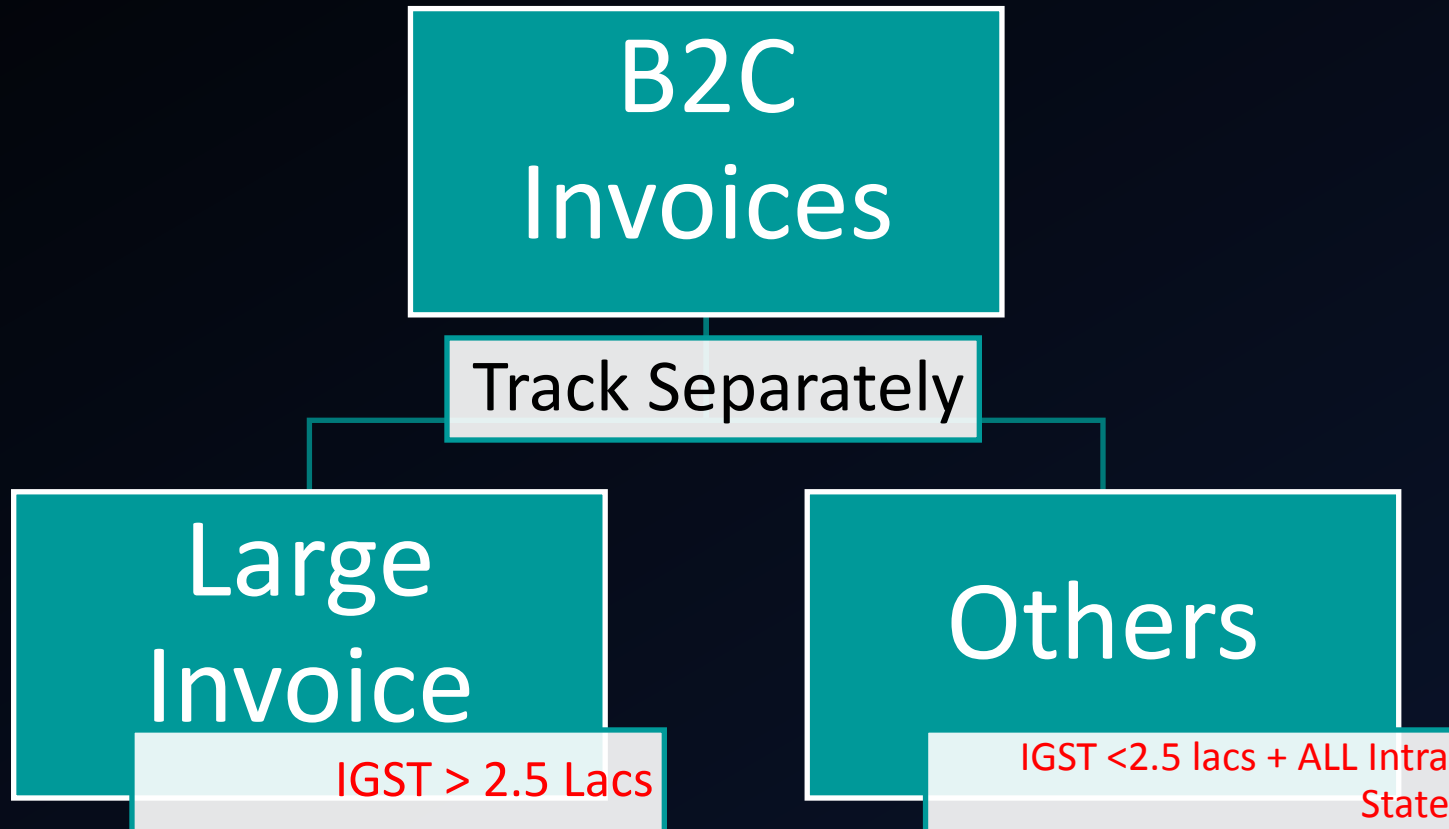 B2C
Invoices
Track Separately
Large
Invoice
Others
IGST > 2.5 Lacs
IGST <2.5 lacs + ALL Intra
State